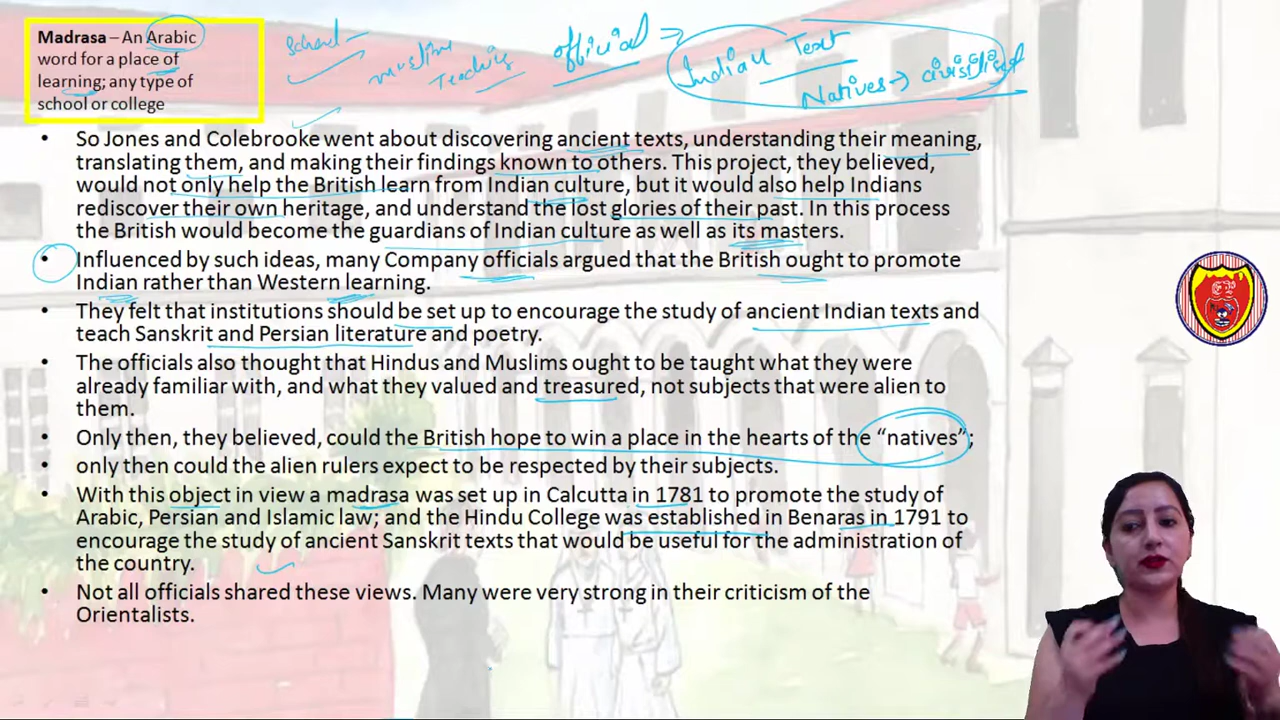 Madrasa – An Arabic
word for a place of
learning; any type of
school or college
School –
muslim
Teaching
official →
Indian Text
Natives →
• So Jones and Colebrooke went about discovering ancient texts, understanding their meaning,
translating them, and making their findings known to others. This project, they believed,
would not only help the British learn from Indian culture, but it would also help Indians
rediscover their own heritage, and understand the lost glories of their past. In this process
the British would become the guardians of Indian culture as well as its masters.
• Influenced by such ideas, many Company officials argued that the British ought to promote
Indian rather than Western learning.
• They felt that institutions should be set up to encourage the study of ancient Indian texts and
teach Sanskrit and Persian literature and poetry.
• The officials also thought that Hindus and Muslims ought to be taught what they were
already familiar with, and what they valued and treasured, not subjects that were alien to
them.
• Only then, they believed, could the British hope to win a place in the hearts of the “natives”;
• only then could the alien rulers expect to be respected by their subjects.
• With this object in view a madrasa was set up in Calcutta in 1781 to promote the study of
Arabic, Persian and Islamic law; and the Hindu College was established in Benaras in 1791 to
encourage the study of ancient Sanskrit texts that would be useful for the administration of
the country.
• Not all officials shared these views. Many were very strong in their criticism of the
Orientalists.